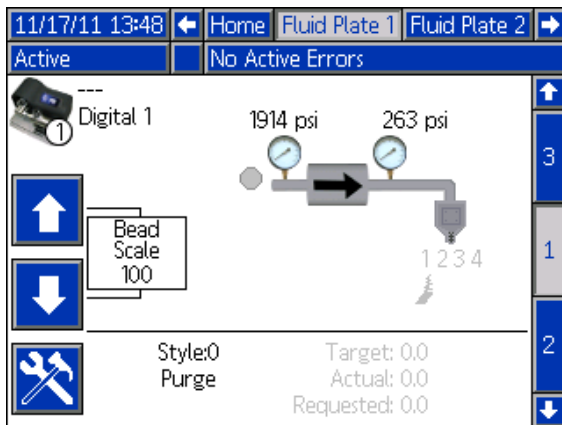 11/17/11 13:48 Home Fluid Plate 1 Fluid Plate 2
Active No Active Errors
---
Digital 1
1
1914 psi 263 psi
3
Bead
Scale
100
1 2 3 4
1
Style:0 Target: 0.0
Purge Actual: 0.0
Requested: 0.0
2